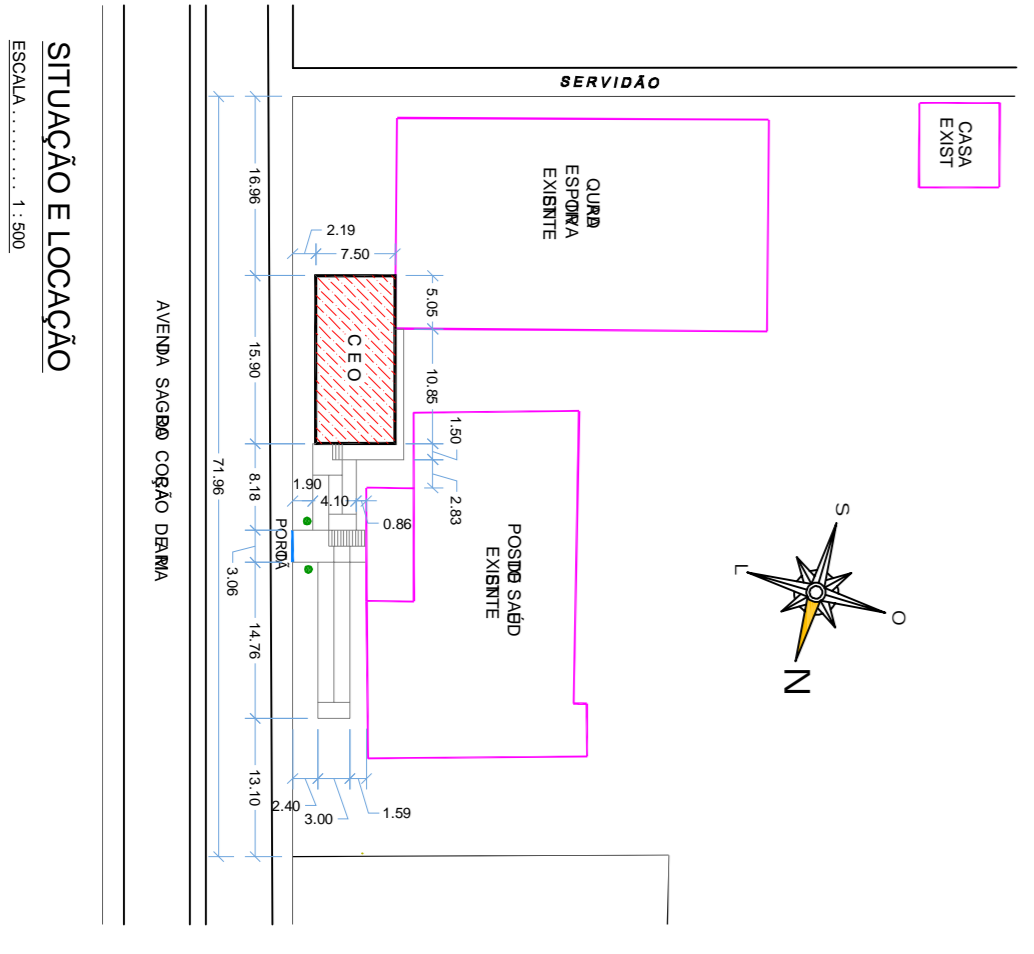 SITUAÇÃO E LOCAÇÃO
ESCALA .......... 1 : 500
SERVIDÃO
CASA
EXIST
16.96
2.19
7.50
5.05
15.90
C E O
10.85
1.50
2.83
8.18
71.96
1.90
4.10
0.86
3.06
14.76
13.10
2.40
3.00
1.59
AVENIDA
S
L
O
N